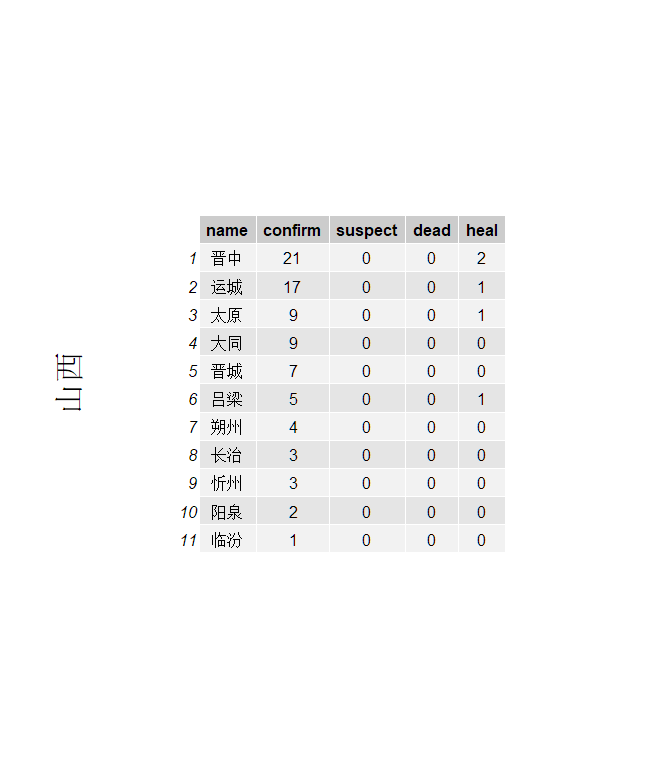 山西
name confirm suspect dead heal
1 晋中 21 0 0 2
2 运城 17 0 0 1
3 太原 9 0 0 1
4 大同 9 0 0 0
5 晋城 7 0 0 0
6 吕梁 5 0 0 1
7 朔州 4 0 0 0
8 长治 3 0 0 0
9 忻州 3 0 0 0
10 阳泉 2 0 0 0
11 临汾 1 0 0 0